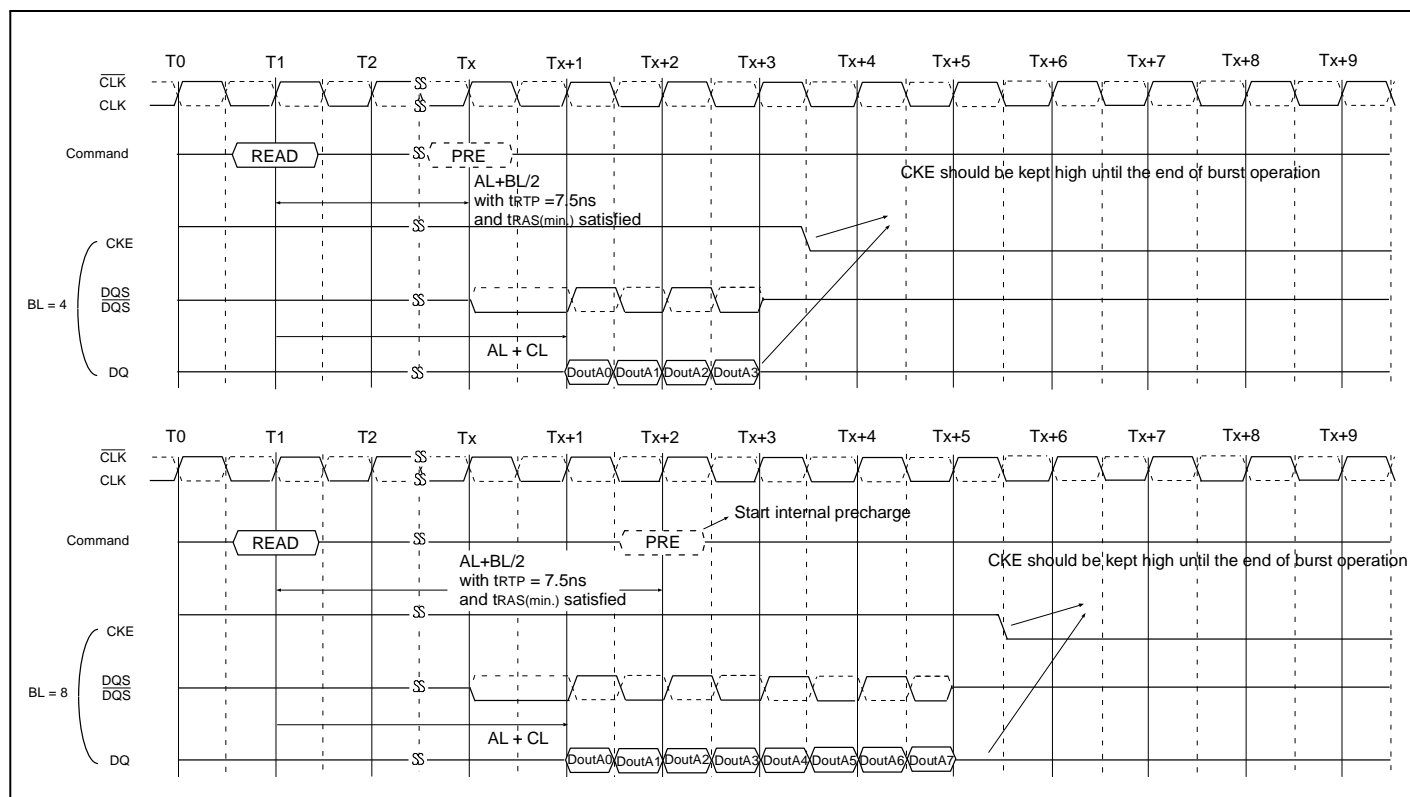 T0 T1 T2 Tx Tx+1 Tx+2 Tx+3 Tx+4 Tx+5 Tx+6 Tx+7 Tx+8 Tx+9
CLK
CLK
Command READ PRE
CKE should be kept high until the end of burst operation
AL+BL/2
with tRTP =7.5ns
and tRAS(min.) satisfied
CKE
BL = 4
DQS
DQS
AL + CL
DQ DoutA0 DoutA1 DoutA2 DoutA3
T0 T1 T2 Tx Tx+1 Tx+2 Tx+3 Tx+4 Tx+5 Tx+6 Tx+7 Tx+8 Tx+9
CLK
CLK
Start internal precharge
Command READ PRE
CKE should be kept high until the end of burst operation
AL+BL/2
with tRTP = 7.5ns
and tRAS(min.) satisfied
CKE
BL = 8
DQS
DQS
AL + CL
DQ DoutA0 DoutA1 DoutA2 DoutA3 DoutA4 DoutA5 DoutA6 DoutA7